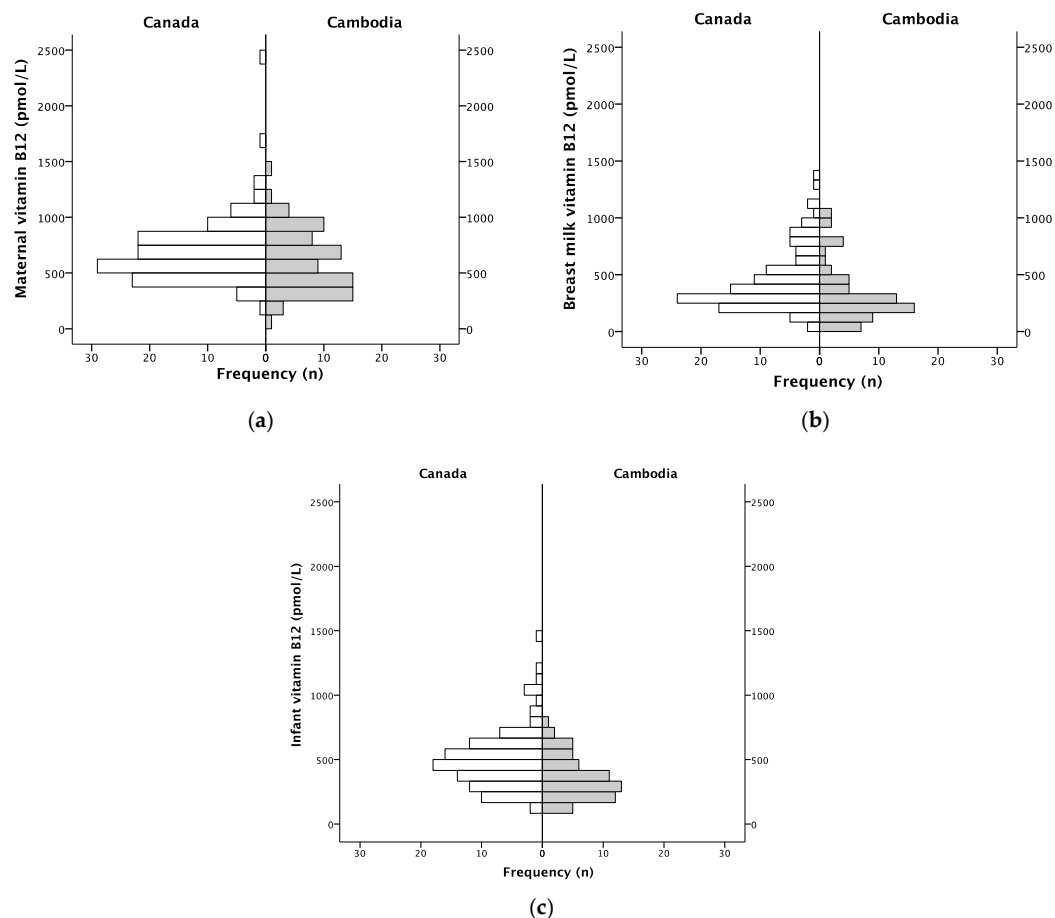 Canada Cambodia
Maternal vitamin B12 (pmol/L)
2500 2500
2000 2000
1500 1500
1000 1000
500 500
0 0
30 20 10 0 10 20 30
Frequency (n)
(a)
Canada Cambodia
Breast milk vitamin B12 (pmol/L)
2500 2500
2000 2000
1500 1500
1000 1000
500 500
0 0
30 20 10 0 10 20 30
Frequency (n)
(b)
Canada Cambodia
Infant vitamin B12 (pmol/L)
2500 2500
2000 2000
1500 1500
1000 1000
500 500
0 0
30 20 10 0 10 20 30
Frequency (n)
(c)